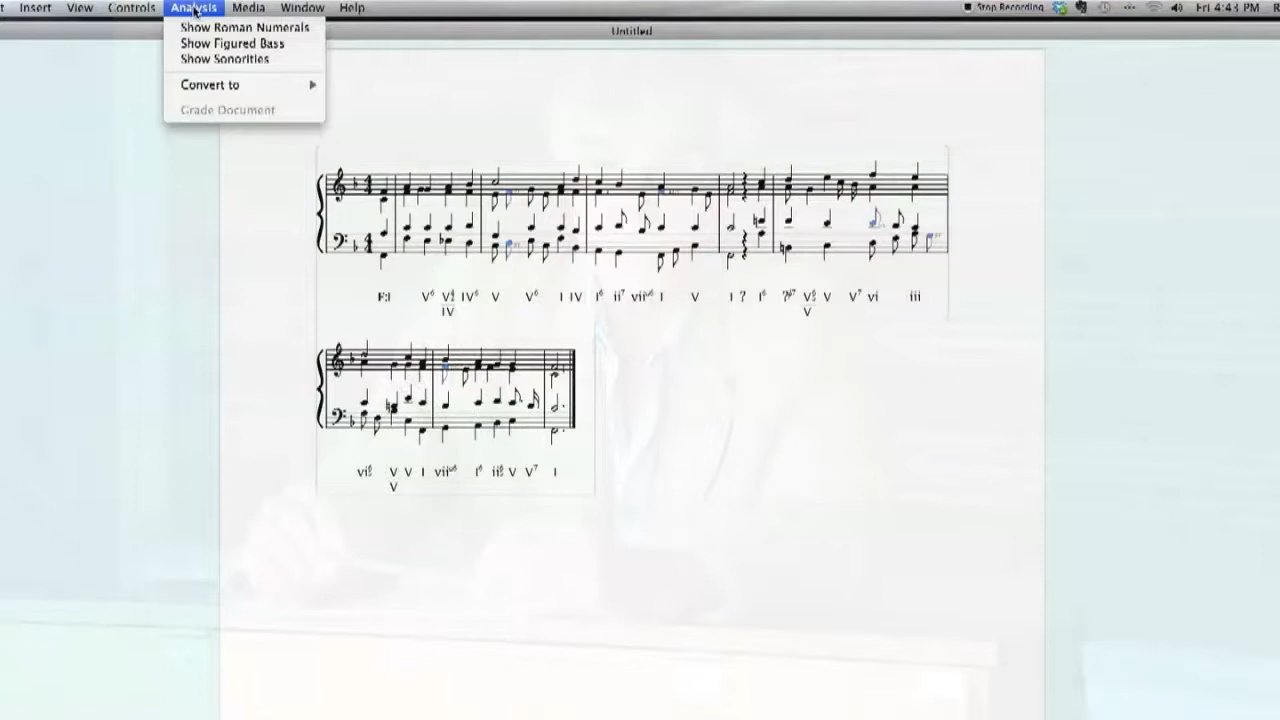 t Insert View Controls Analysis Media Window Help Stop Recording Fri 4:43 PM R
Untitled
Show Roman Numerals
Show Figured Bass
Show Sonorities
Convert to
Grade Document
F:I V⁶ IV⁶ V V⁶ I IV I⁶ ii⁷ I V I ? I⁶ V V⁷ vi iii
IV V
V V I I⁶ V V⁷ I
V